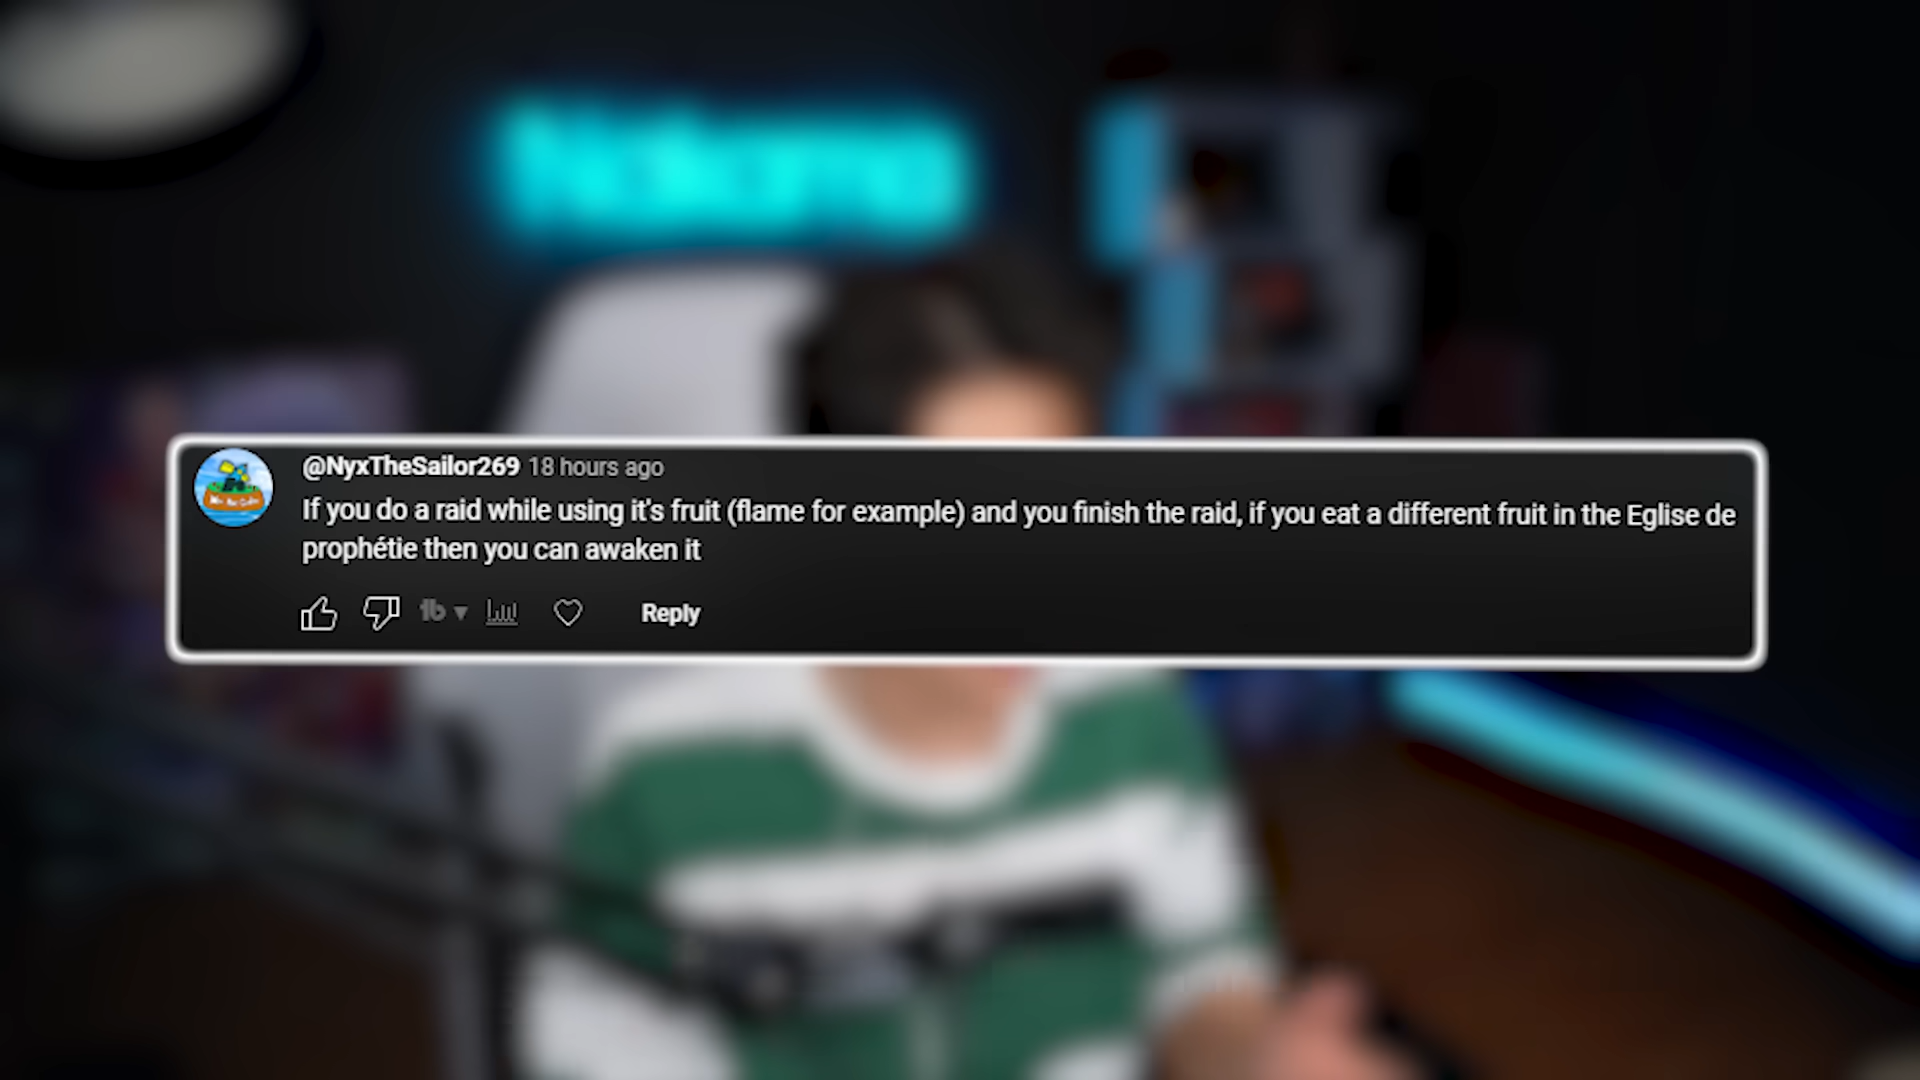 @NyxTheSailor269 18 hours ago
If you do a raid while using it's fruit (flame for example) and you finish the raid, if you eat a different fruit in the Eglise de
prophétie then you can awaken it
Reply